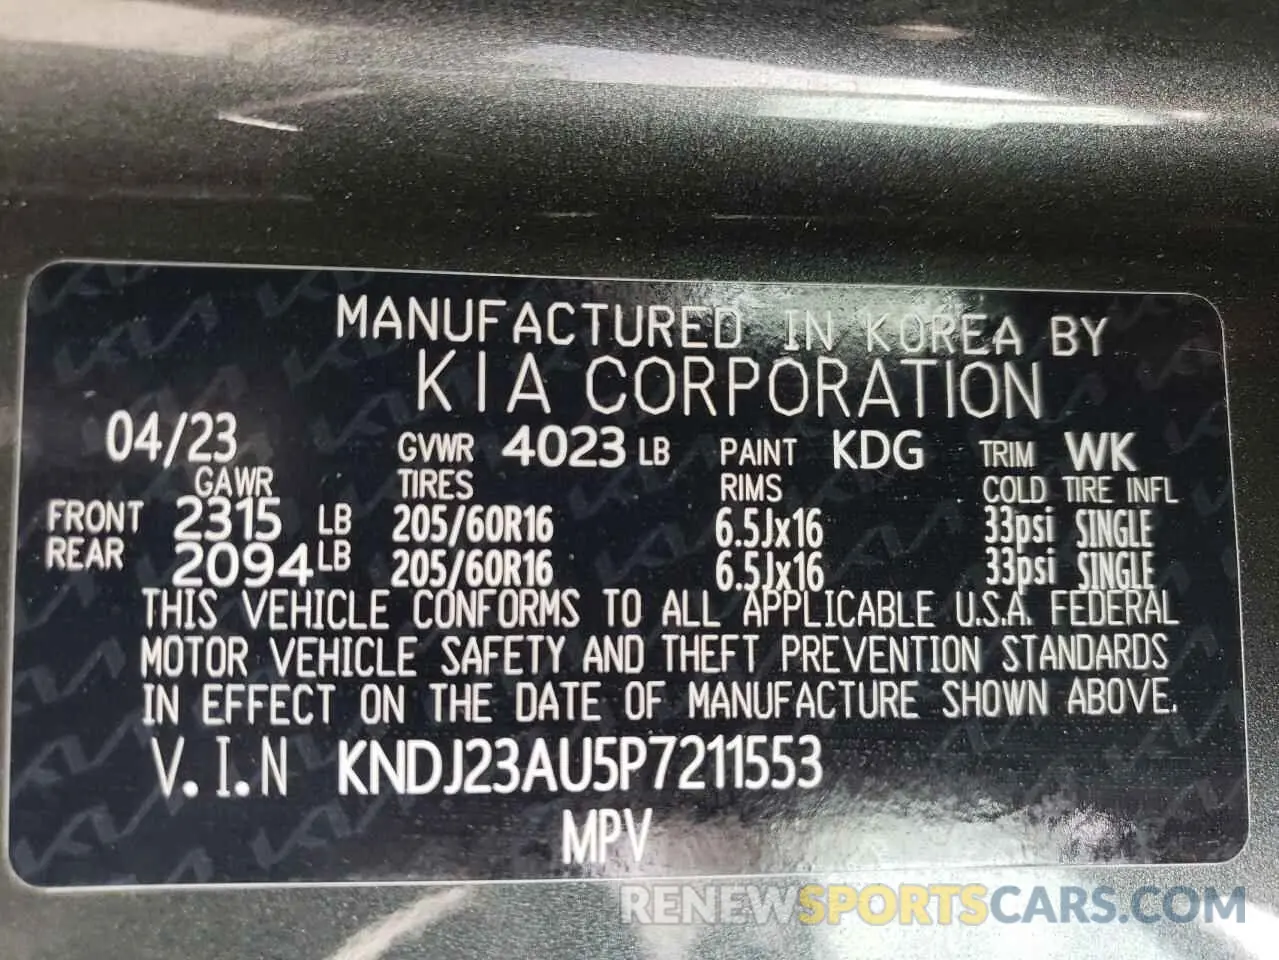 MANUFACTURED IN KOREA BY
KIA CORPORATION
04/23 GVWR 4023 LB PAINT KDG TRIM WK
GAWR TIRES RIMS COLD TIRE INFL
FRONT 2315 LB 205/60R16 6.5Jx16 33psi SINGLE
REAR 2094 LB 205/60R16 6.5Jx16 33psi SINGLE
THIS VEHICLE CONFORMS TO ALL APPLICABLE U.S.A. FEDERAL
MOTOR VEHICLE SAFETY AND THEFT PREVENTION STANDARDS
IN EFFECT ON THE DATE OF MANUFACTURE SHOWN ABOVE.
V.I.N KNDJ23AU5P7211553
MPV
RENEWSPORTSCARS.COM